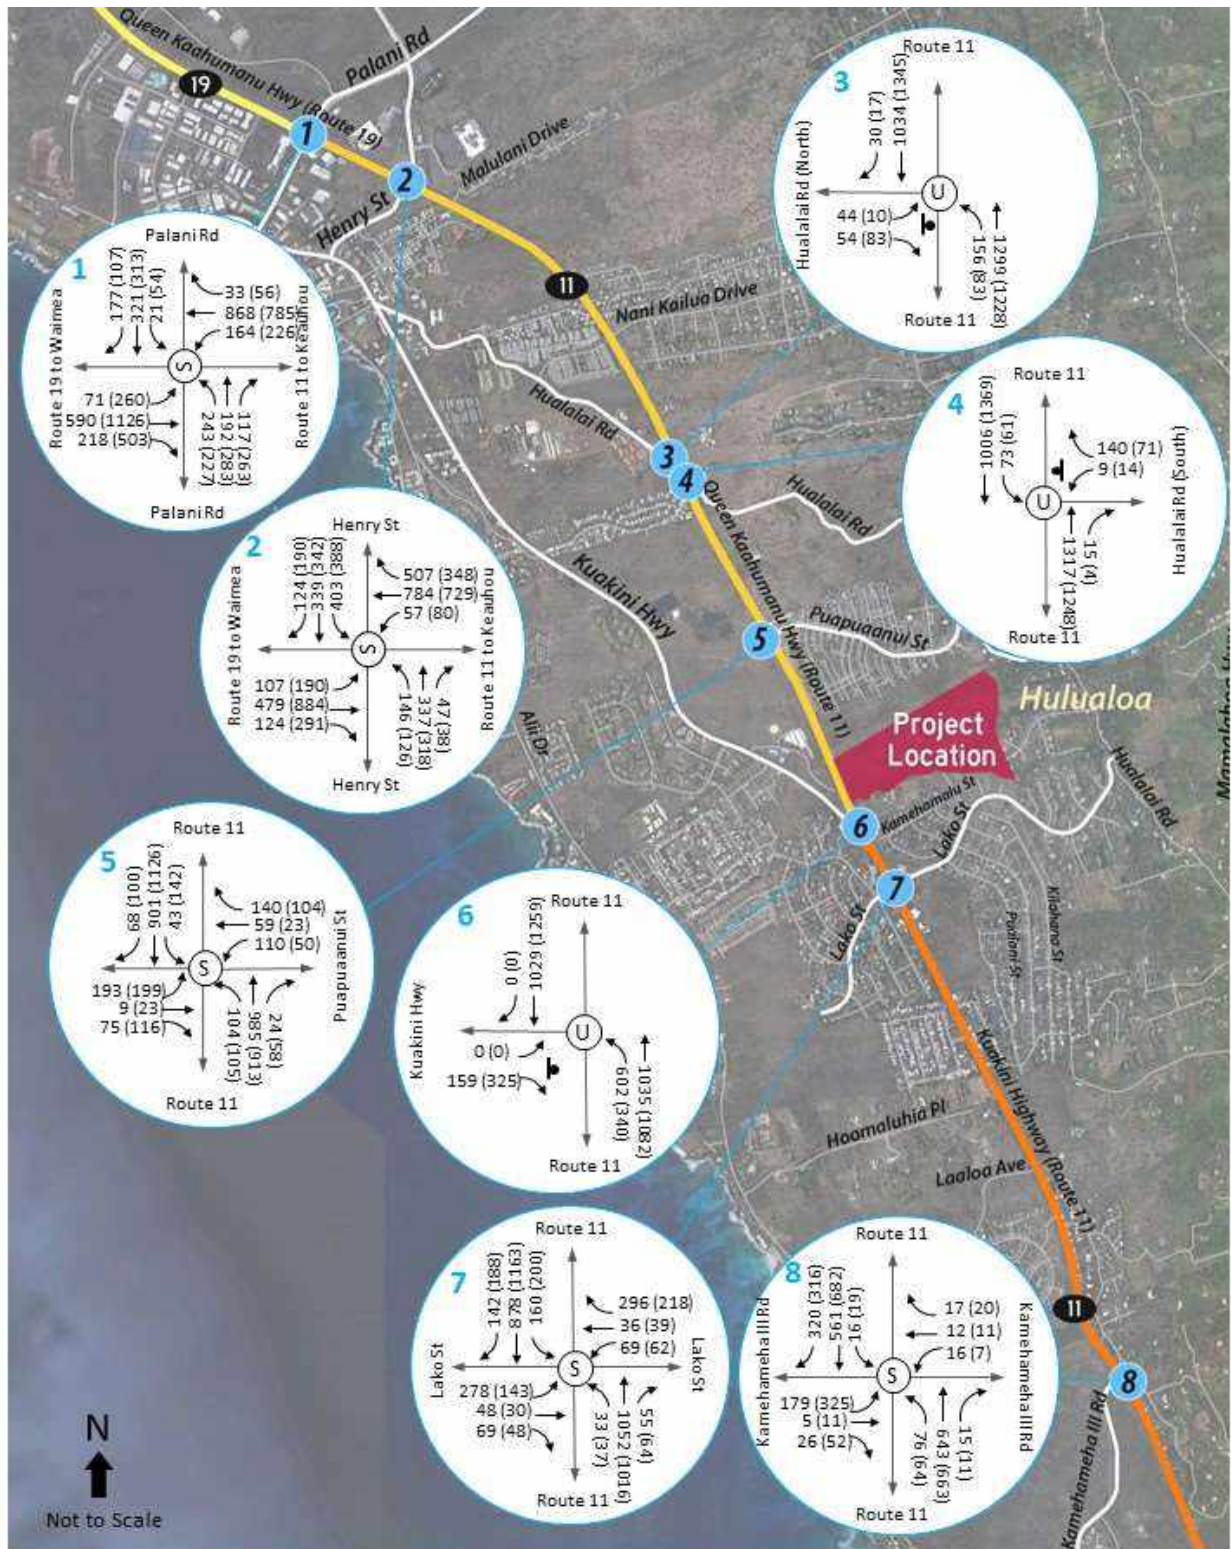 Queen Kaahumanu Hwy (Route 19)
19
Palani Rd
1
2
Malulani Drive
Henry St
11
Nani Kailua Drive
Hualalai Rd
3
4
Hualalai Rd
Queen Kaahumanu Hwy (Route 11)
Kuakini Hwy
5
Puapuaanui St
Alii Dr
Project
Location
Hulualoa
Hualalai Rd
Kamehamalu St
6
Lako St
7
Lako St
Puolani St
Kilohana St
Kuakini Highway (Route 11)
Hoomaluhia Pl
Laaloa Ave
11
8
Kamehameha III Rd
1
Palani Rd
177 (107)
321 (313)
21 (54)
33 (56)
868 (785)
164 (226)
Route 19 to Waimea
S
Route 11 to Keauhou
71 (260)
590 (1126)
218 (503)
243 (227)
192 (283)
117 (263)
Palani Rd
2
Henry St
124 (190)
339 (342)
403 (388)
507 (348)
784 (729)
57 (80)
Route 19 to Waimea
S
Route 11 to Keauhou
107 (190)
479 (884)
124 (291)
146 (126)
337 (318)
47 (38)
Henry St
3
Route 11
30 (17)
1034 (1345)
Hualalai Rd (North)
U
44 (10)
54 (83)
156 (83)
1299 (1228)
Route 11
4
Route 11
1006 (1369)
73 (61)
140 (71)
9 (14)
U
Hualalai Rd (South)
1317 (1248)
15 (4)
Route 11
5
Route 11
68 (100)
901 (1126)
43 (142)
140 (104)
59 (23)
110 (50)
S
Puapuaanui St
193 (199)
9 (23)
75 (116)
104 (105)
985 (913)
24 (58)
Route 11
6
Route 11
0 (0)
1029 (1259)
Kuakini Hwy
U
0 (0)
159 (325)
602 (340)
1035 (1082)
Route 11
7
Route 11
142 (188)
878 (1163)
160 (200)
296 (218)
36 (39)
69 (62)
Lako St
S
Lako St
278 (143)
48 (30)
69 (48)
33 (37)
1052 (1016)
55 (64)
Route 11
8
Route 11
320 (316)
561 (682)
16 (19)
17 (20)
12 (11)
16 (7)
Kamehameha III Rd
S
Kamehameha III Rd
179 (325)
5 (11)
26 (52)
76 (64)
643 (663)
15 (11)
Route 11
N
Not to Scale